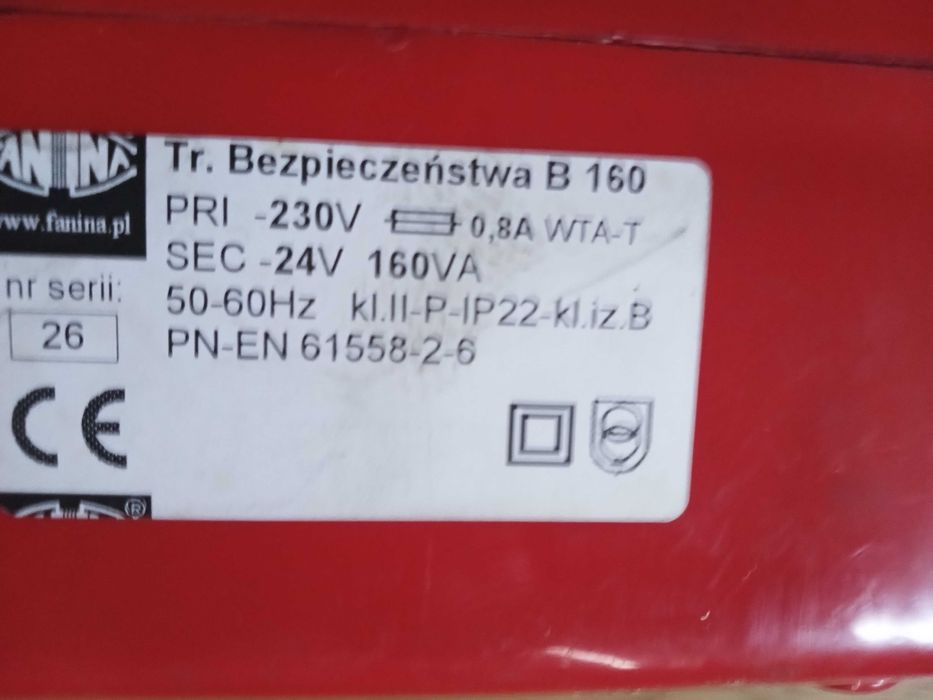 FANINA
www.fanina.pl
nr serii:
26
CE
Tr. Bezpieczeństwa B 160
PRI -230V 0,8A WTA-T
SEC -24V 160VA
50-60Hz kl.II-P-IP22-kl.iz.B
PN-EN 61558-2-6
®